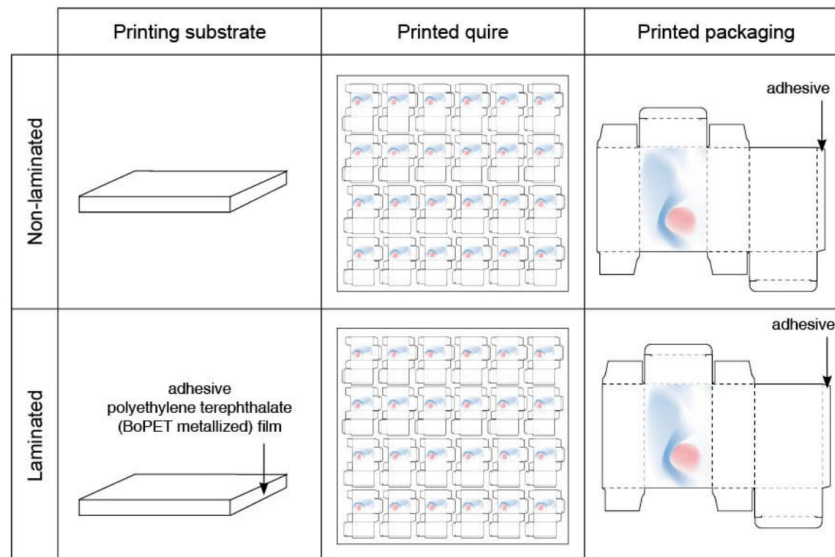 Printing substrate
Printed quire
Printed packaging
Non-laminated
adhesive
Laminated
adhesive
polyethylene terephthalate
(BoPET metallized) film
adhesive